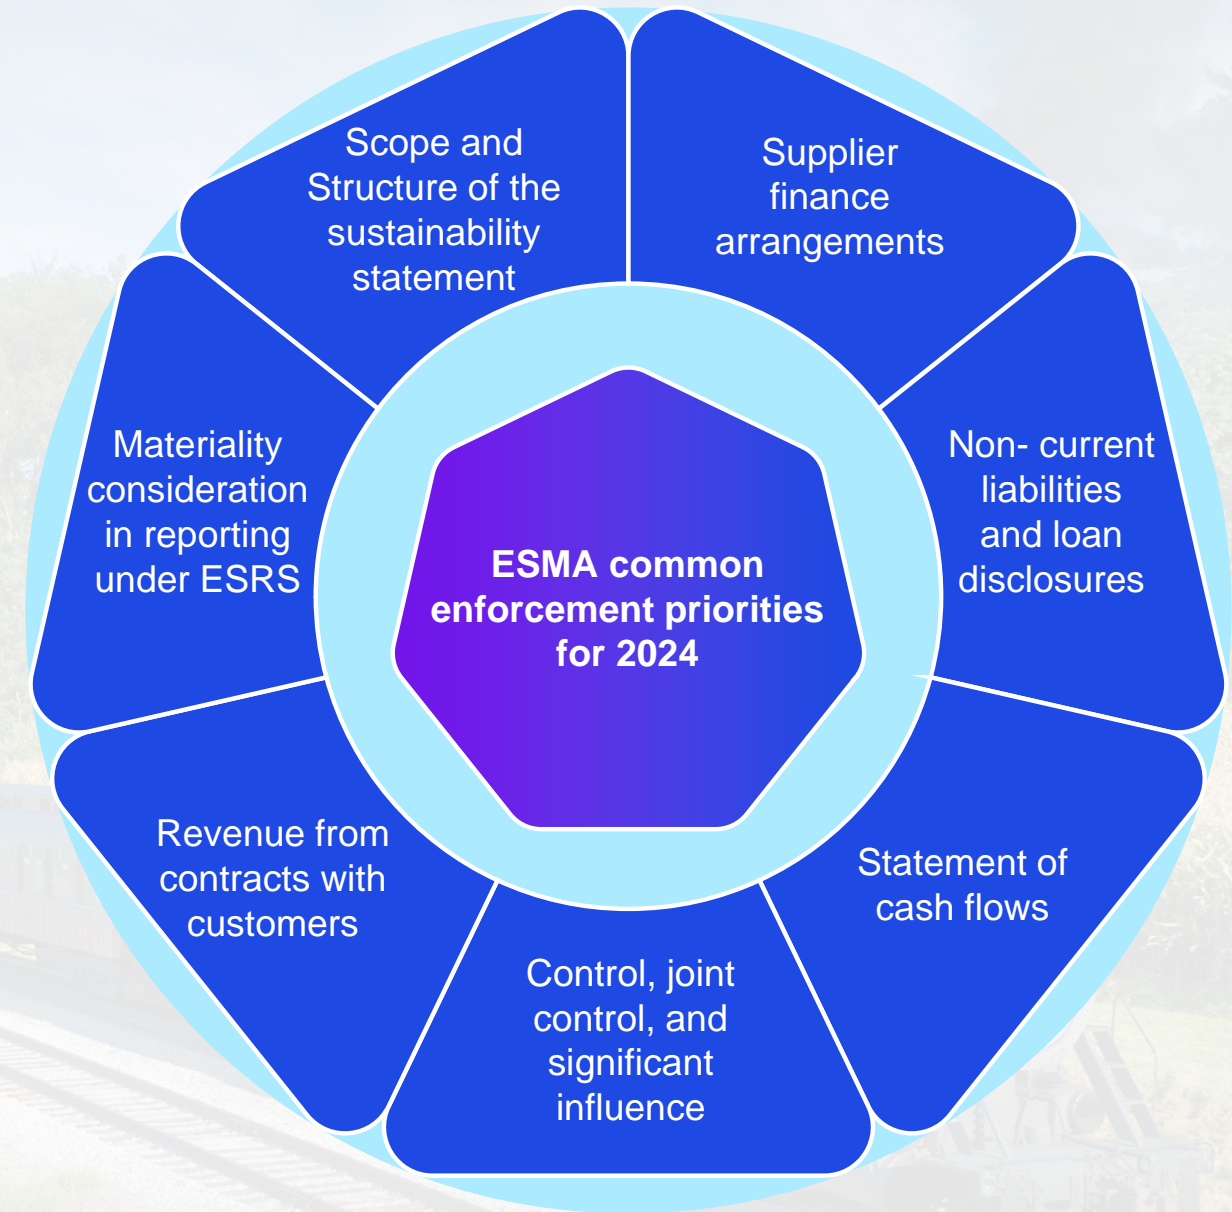 Scope and
Structure of the
sustainability
statement
Supplier
finance
arrangements
Materiality
consideration
in reporting
under ESRS
Non- current
liabilities
and loan
disclosures
ESMA common
enforcement priorities
for 2024
Revenue from
contracts with
customers
Statement of
cash flows
Control, joint
control, and
significant
influence